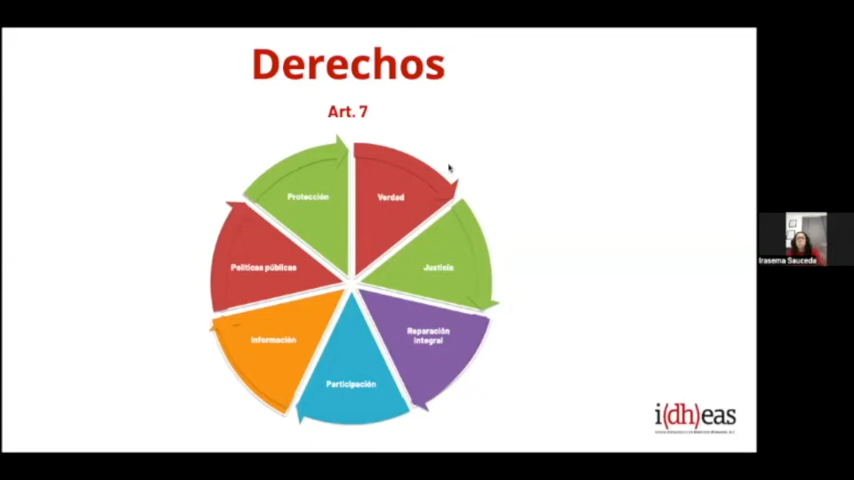 Derechos
Art. 7
Protección
Verdad
Políticas públicas
Justicia
Información
Reparación
integral
Participación
Irasema Sauceda
i(dh)eas